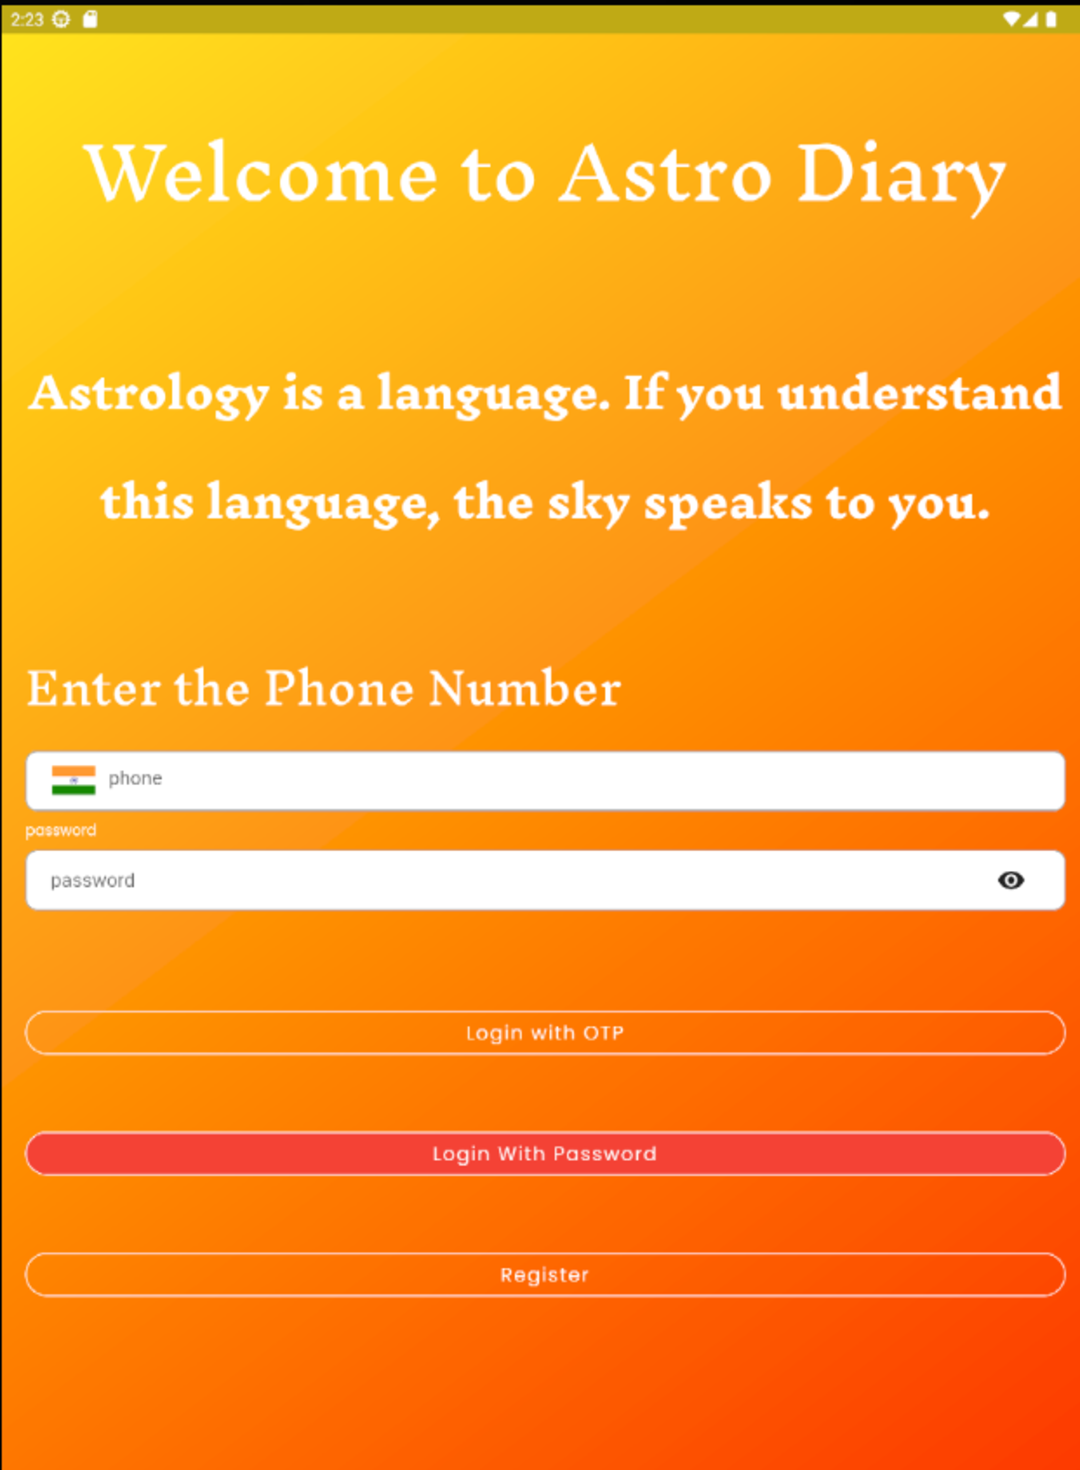 2:23
Welcome to Astro Diary
Astrology is a language. If you understand
this language, the sky speaks to you.
Enter the Phone Number
phone
password
password
Login with OTP
Login With Password
Register